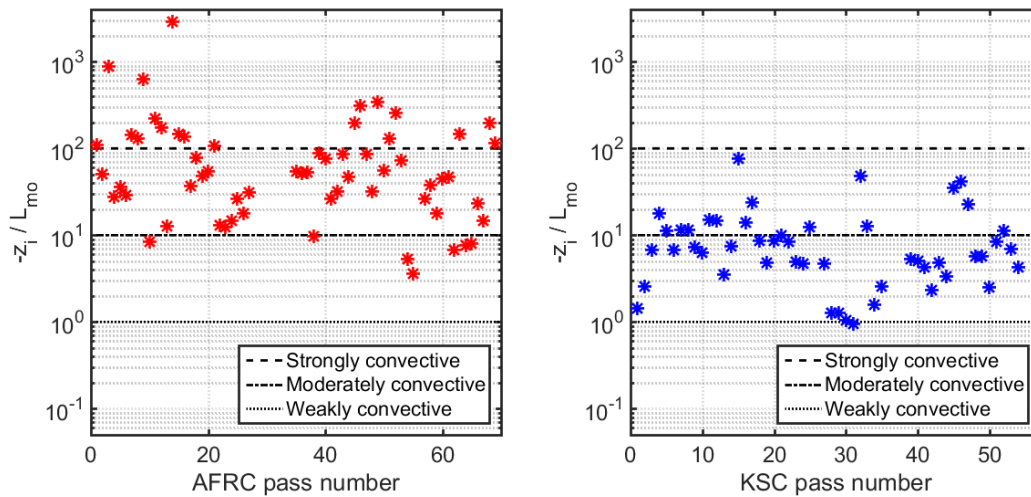 10^3
10^2
10^1
10^0
10^-1
-z_i / L_mo
Strongly convective
Moderately convective
Weakly convective
0 20 40 60
AFRC pass number
10^3
10^2
10^1
10^0
10^-1
-z_i / L_mo
Strongly convective
Moderately convective
Weakly convective
0 10 20 30 40 50
KSC pass number